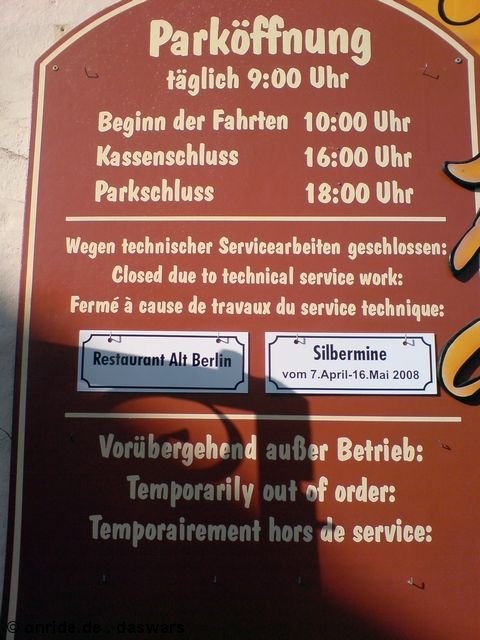 Parköffnung
täglich 9:00 Uhr
Beginn der Fahrten 10:00 Uhr
Kassenschluss 16:00 Uhr
Parkschluss 18:00 Uhr
Wegen technischer Servicearbeiten geschlossen:
Closed due to technical service work:
Fermé à cause de travaux du service technique:
Restaurant Alt Berlin
Silbermine
vom 7.April-16.Mai 2008
Vorübergehend außer Betrieb:
Temporarily out of order:
Temporairement hors de service:
© onride.de . daswars